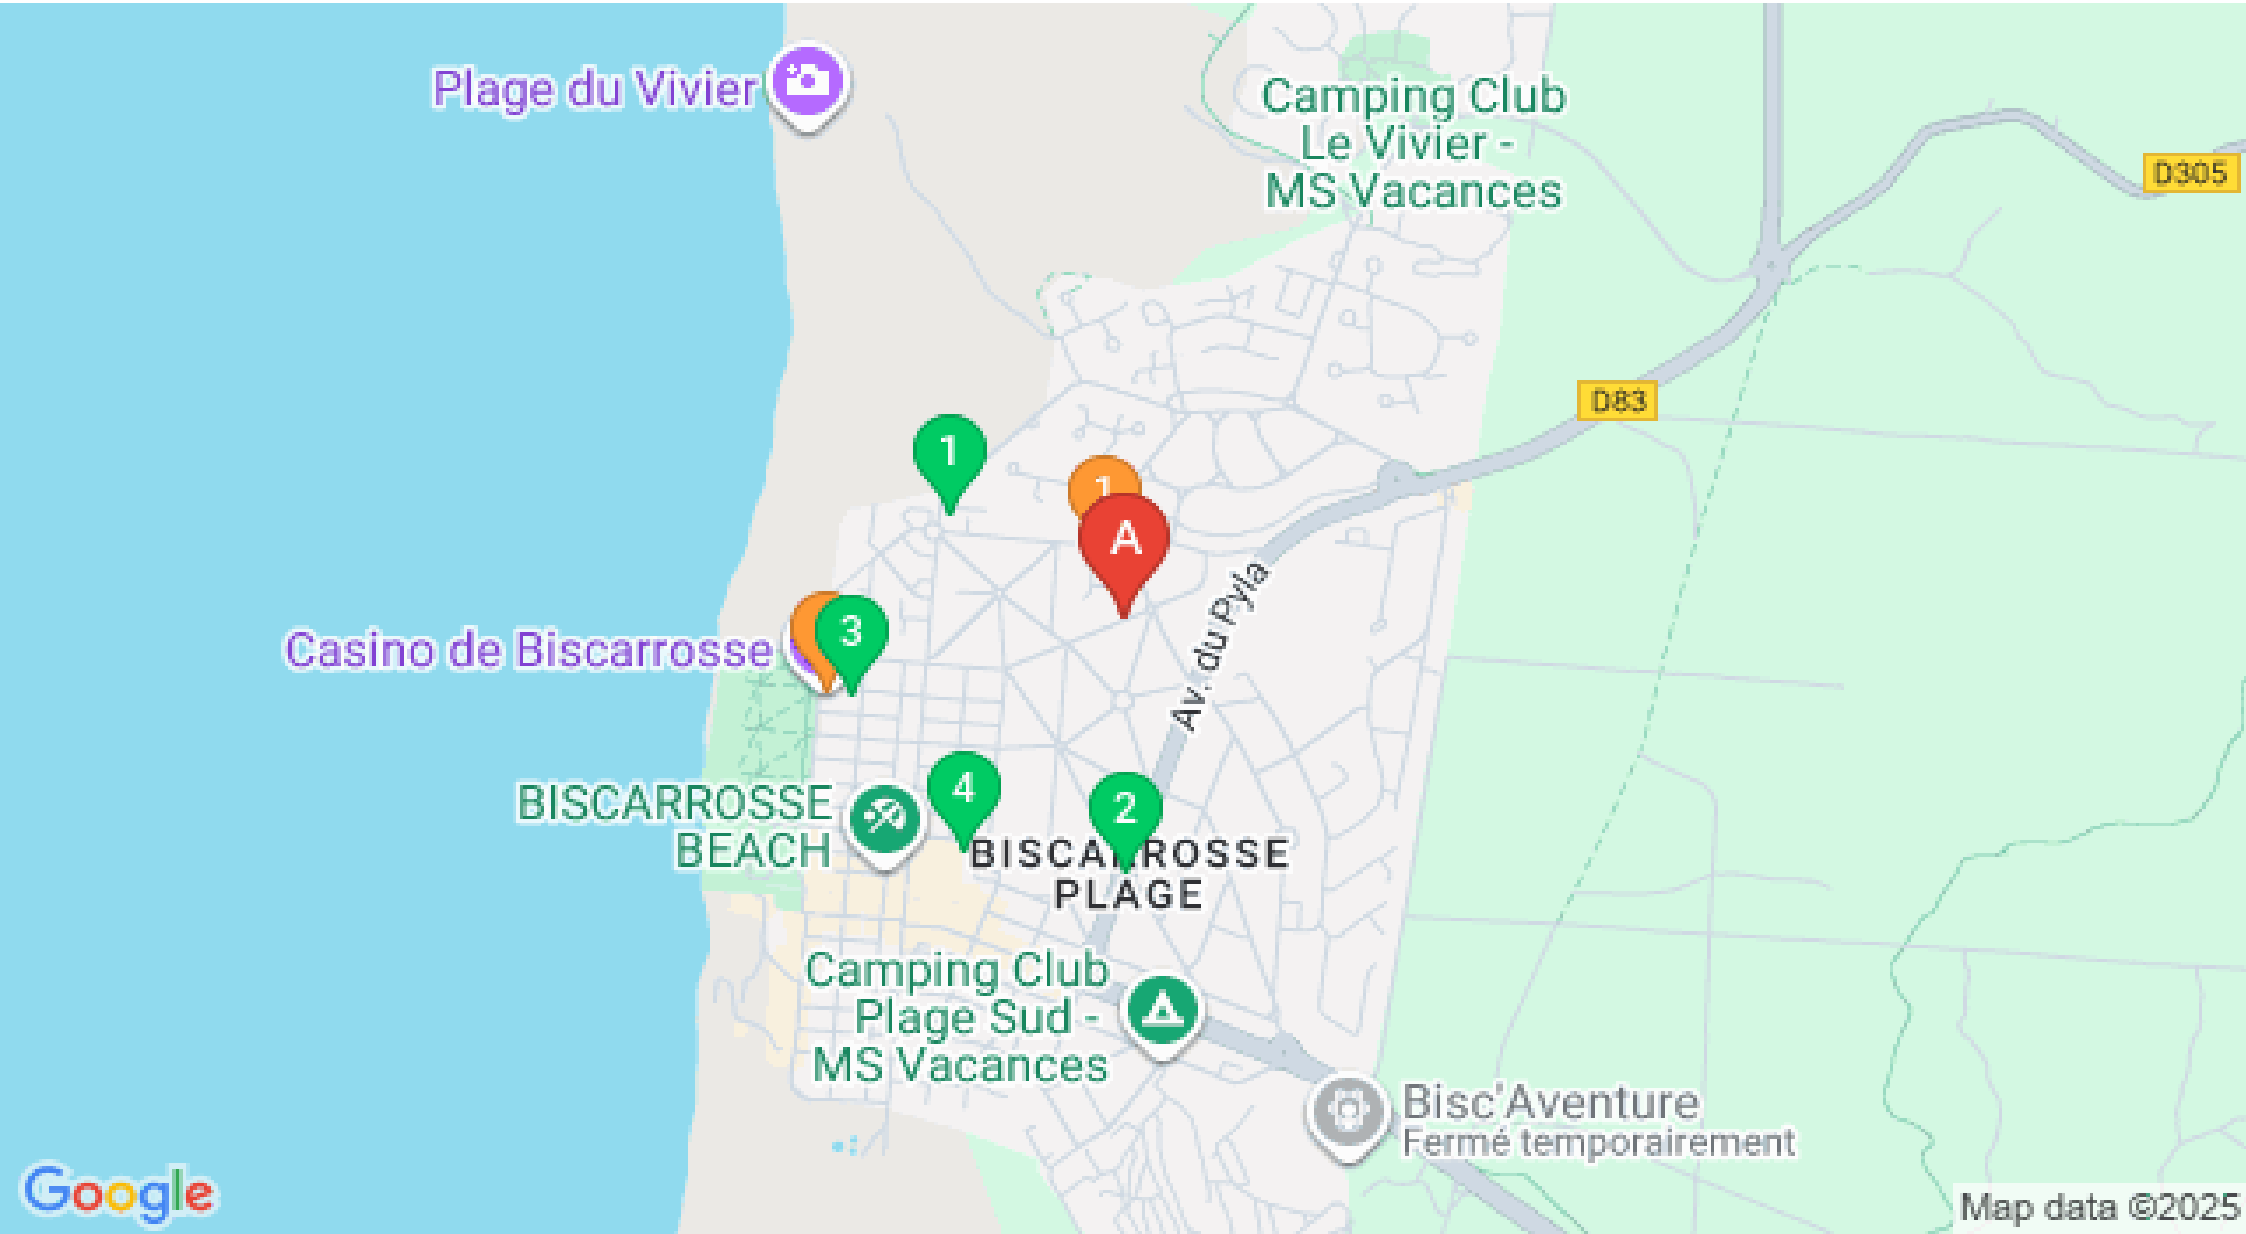 Plage du Vivier
Camping Club
Le Vivier -
MS Vacances
D305
D83
1
1
A
Av. du Pyla
3
Casino de Biscarrosse
4
2
BISCARROSSE
BEACH
BISCARROSSE
PLAGE
Camping Club
Plage Sud -
MS Vacances
Bisc'Aventure
Fermé temporairement
Google
Map data ©2025